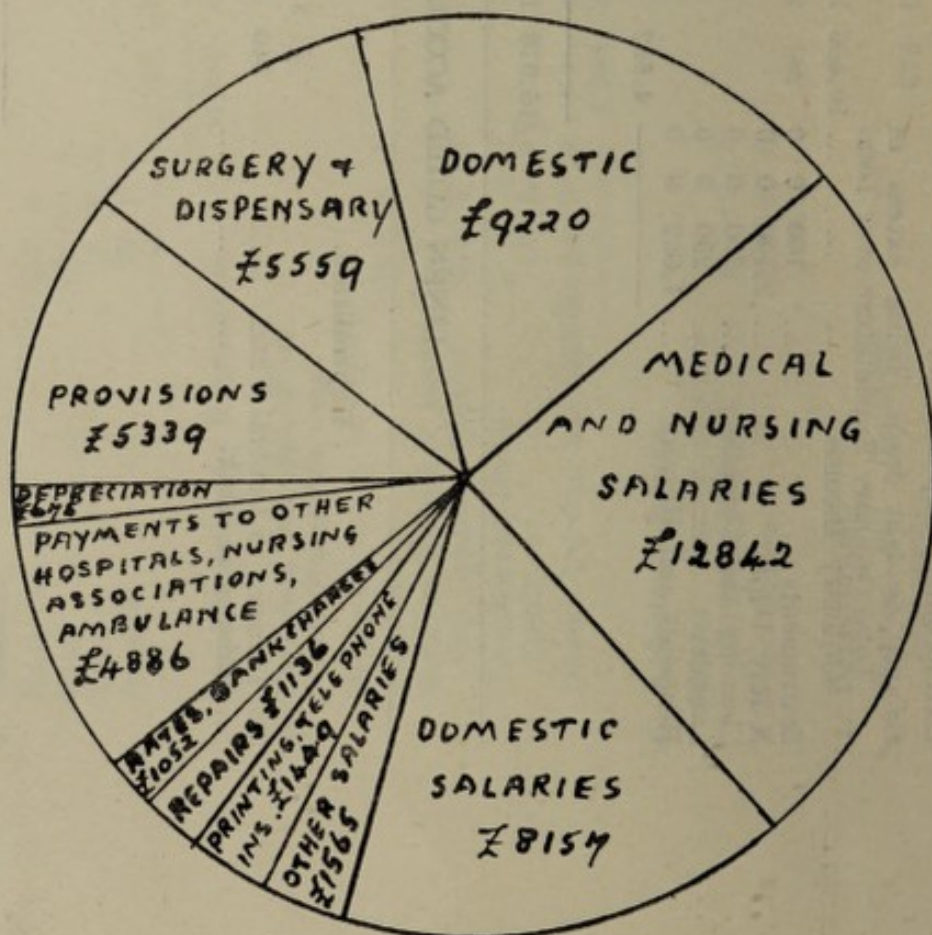 SURGERY &
DISPENSARY
£5559
DOMESTIC
£9220
MEDICAL
AND NURSING
SALARIES
£12842
DOMESTIC
SALARIES
£8157
OTHER SALARIES
£1565
PRINTING, TELEPHONE
INS. £1449
REPAIRS £1136
RATES, BANK CHARGES
£1052
PAYMENTS TO OTHER
HOSPITALS, NURSING
ASSOCIATIONS,
AMBULANCE
£4886
DEPRECIATION
PROVISIONS
£5339